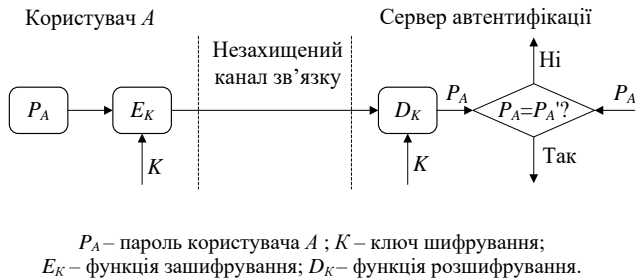 Користувач A
Сервер автентифікації
Незахищений
канал зв’язку
Ні
P_A
E_K
D_K
P_A
P_A=P_A'?
P_A
K
K
Так
P_A – пароль користувача A ; K – ключ шифрування;
E_K – функція зашифрування; D_K – функція розшифрування.